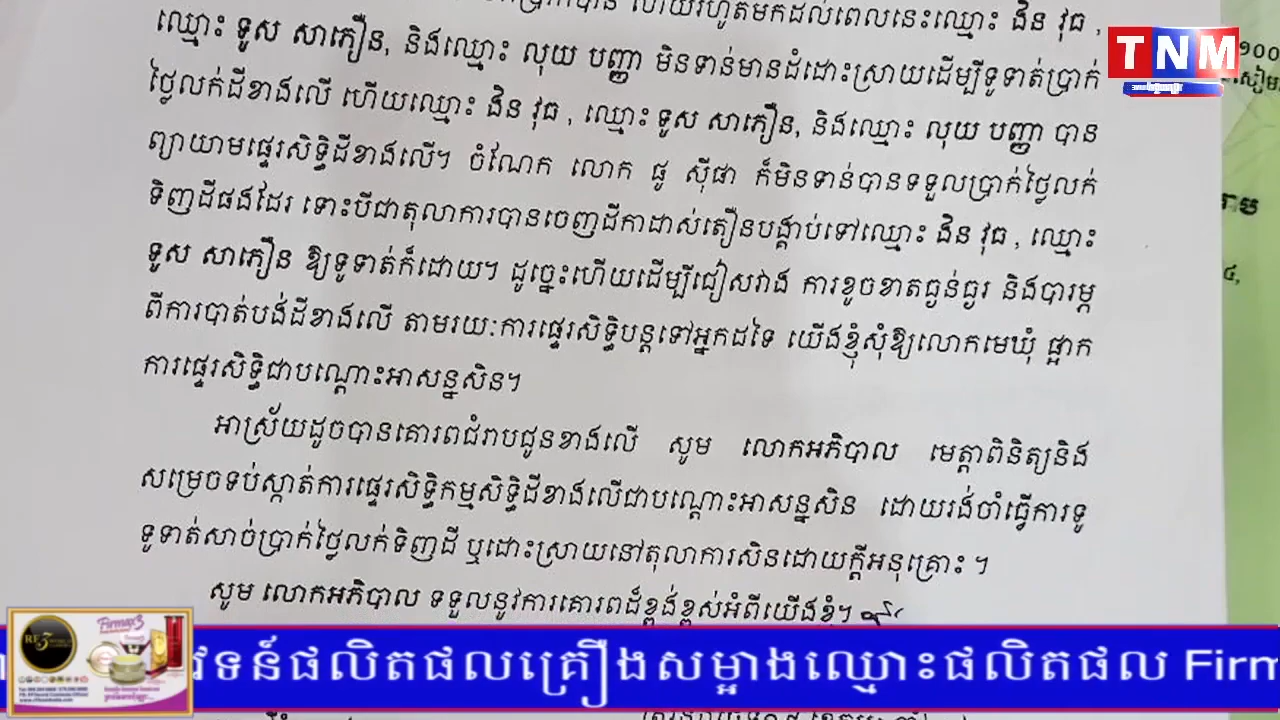 ដល់ពេលនេះឈ្មោះ ងិន វុធ ,
ឈ្មោះ ទូស សាភឿន, និងឈ្មោះ លុយ បញ្ញា មិនទាន់មានដំដោះស្រាយដើម្បីទូទាត់ប្រាក់
ថ្លៃលក់ដីខាងលើ ហើយឈ្មោះ ងិន វុធ , ឈ្មោះ ទូស សាភឿន, និងឈ្មោះ លុយ បញ្ញា បាន
ព្យាយាមផ្ទេរសិទ្ធិដីខាងលើ។ ចំណែក លោក ផូ ស៊ីផា ក៏មិនទាន់បានទទួលប្រាក់ថ្លៃលក់
ទិញដីផងដែរ ទោះបីជាតុលាការបានចេញដីកាដាស់តឿនបង្គាប់ទៅឈ្មោះ ងិន វុធ , ឈ្មោះ
ទូស សាភឿន ឱ្យទូទាត់ក៏ដោយ។ ដូច្នេះហើយដើម្បីជៀសវាង ការខូចខាតធ្ងន់ធ្ងរ និងបារម្ភ
ពីការបាត់បង់ដីខាងលើ តាមរយៈការផ្ទេរសិទ្ធិបន្តទៅអ្នកដទៃ យើងខ្ញុំសុំឱ្យលោកមេឃុំ ផ្អាក
ការផ្ទេរសិទ្ធិជាបណ្តោះអាសន្នសិន។
អាស្រ័យដូចបានគោរពជំរាបជូនខាងលើ សូម លោកអភិបាល មេត្តាពិនិត្យនិង
សម្រេចទប់ស្កាត់ការផ្ទេរសិទ្ធិកម្មសិទ្ធិដីខាងលើជាបណ្តោះអាសន្នសិន ដោយរង់ចាំធ្វើការទូ
ទូទាត់សាច់ប្រាក់ថ្លៃលក់ទិញដី ឬដោះស្រាយនៅតុលាការសិនដោយក្តីអនុគ្រោះ ។
សូម លោកអភិបាល ទទួលនូវការគោរពដ៏ខ្ពង់ខ្ពស់អំពីយើងខ្ញុំ។
TNM
១០០
Firmax3
RF3
វទន៍ផលិតផលគ្រឿងសម្អាងឈ្មោះផលិតផល Firm